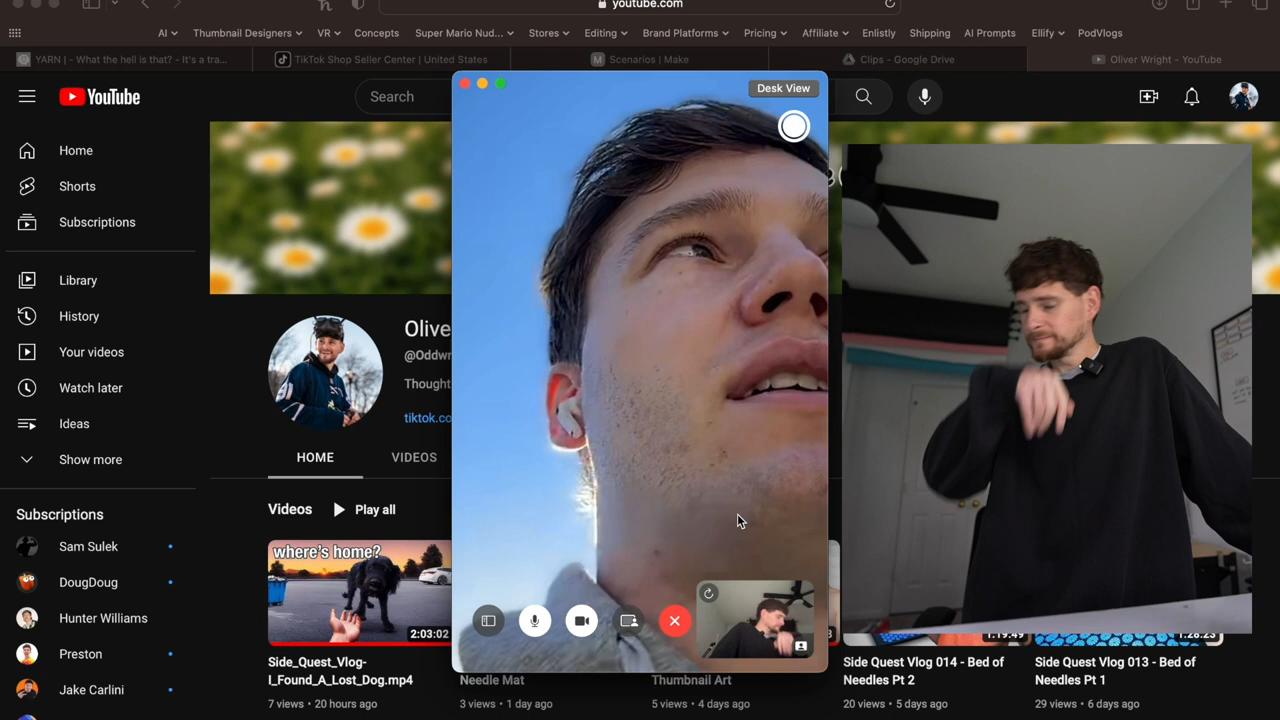 youtube.com
AI
Thumbnail Designers
VR
Concepts
Super Mario Nud...
Stores
Editing
Brand Platforms
Pricing
Affiliate
Enlistly
Shipping
AI Prompts
Ellify
PodVlogs
YARN | - What the hell is that? - It's a tra...
TikTok Shop Seller Center | United States
Scenarios | Make
Clips - Google Drive
Oliver Wright - YouTube
YouTube
Search
Desk View
Home
Shorts
Subscriptions
Library
History
Your videos
Watch later
Ideas
Show more
Subscriptions
Sam Sulek
DougDoug
Hunter Williams
Preston
Jake Carlini
Olive
@Oddwr
Thought
tiktok.co
HOME
VIDEOS
Videos
Play all
where's home?
2:03:02
1:19:49
1:28:23
Side_Quest_Vlog-
I_Found_A_Lost_Dog.mp4
7 views • 20 hours ago
Needle Mat
3 views • 1 day ago
Thumbnail Art
5 views • 4 days ago
Side Quest Vlog 014 - Bed of
Needles Pt 2
20 views • 5 days ago
Side Quest Vlog 013 - Bed of
Needles Pt 1
29 views • 6 days ago